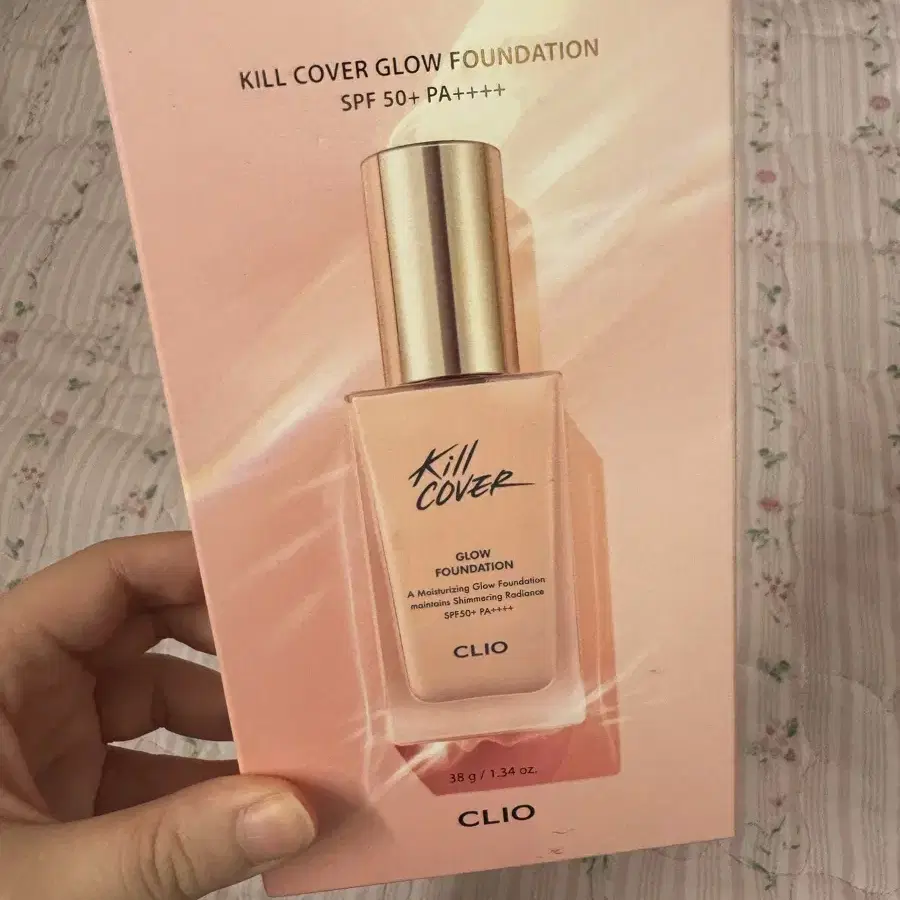 KILL COVER GLOW FOUNDATION
SPF 50+ PA++++
Kill
COVER
GLOW
FOUNDATION
A Moisturizing Glow Foundation
maintains Shimmering Radiance
SPF50+ PA++++
CLIO
38 g / 1.34 oz.
CLIO